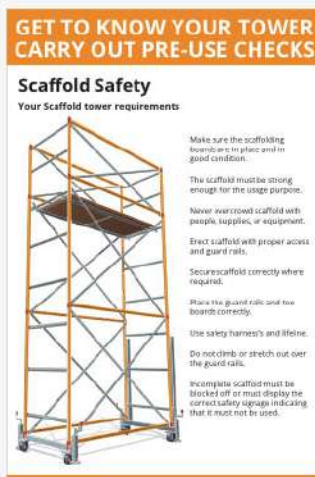 GET TO KNOW YOUR TOWER
CARRY OUT PRE-USE CHECKS
Scaffold Safety
Your Scaffold tower requirements
Make sure the scaffolding
boards are in place and in
good condition.
The scaffold must be strong
enough for the usage purpose.
Never overcrowd scaffold with
people, supplies, or equipment.
Erect scaffold with proper access
and guard rails.
Secure scaffold correctly where
required.
Place the guard rails and toe
boards correctly.
Use safety harness's and lifeline.
Do not climb or stretch out over
the guard rails.
Incomplete scaffold must be
blocked off or must display the
correct safety signage indicating
that it must not be used.